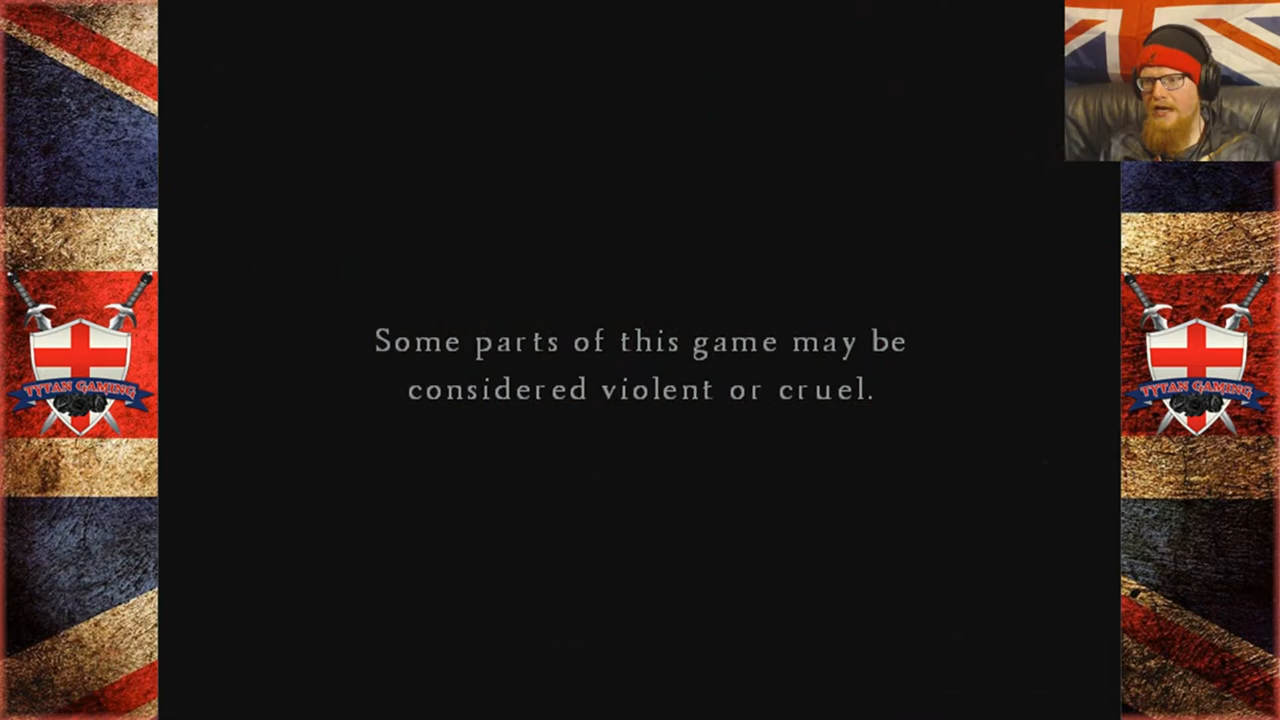 Some parts of this game may be
considered violent or cruel.
TYTAN GAMING
TYTAN GAMING